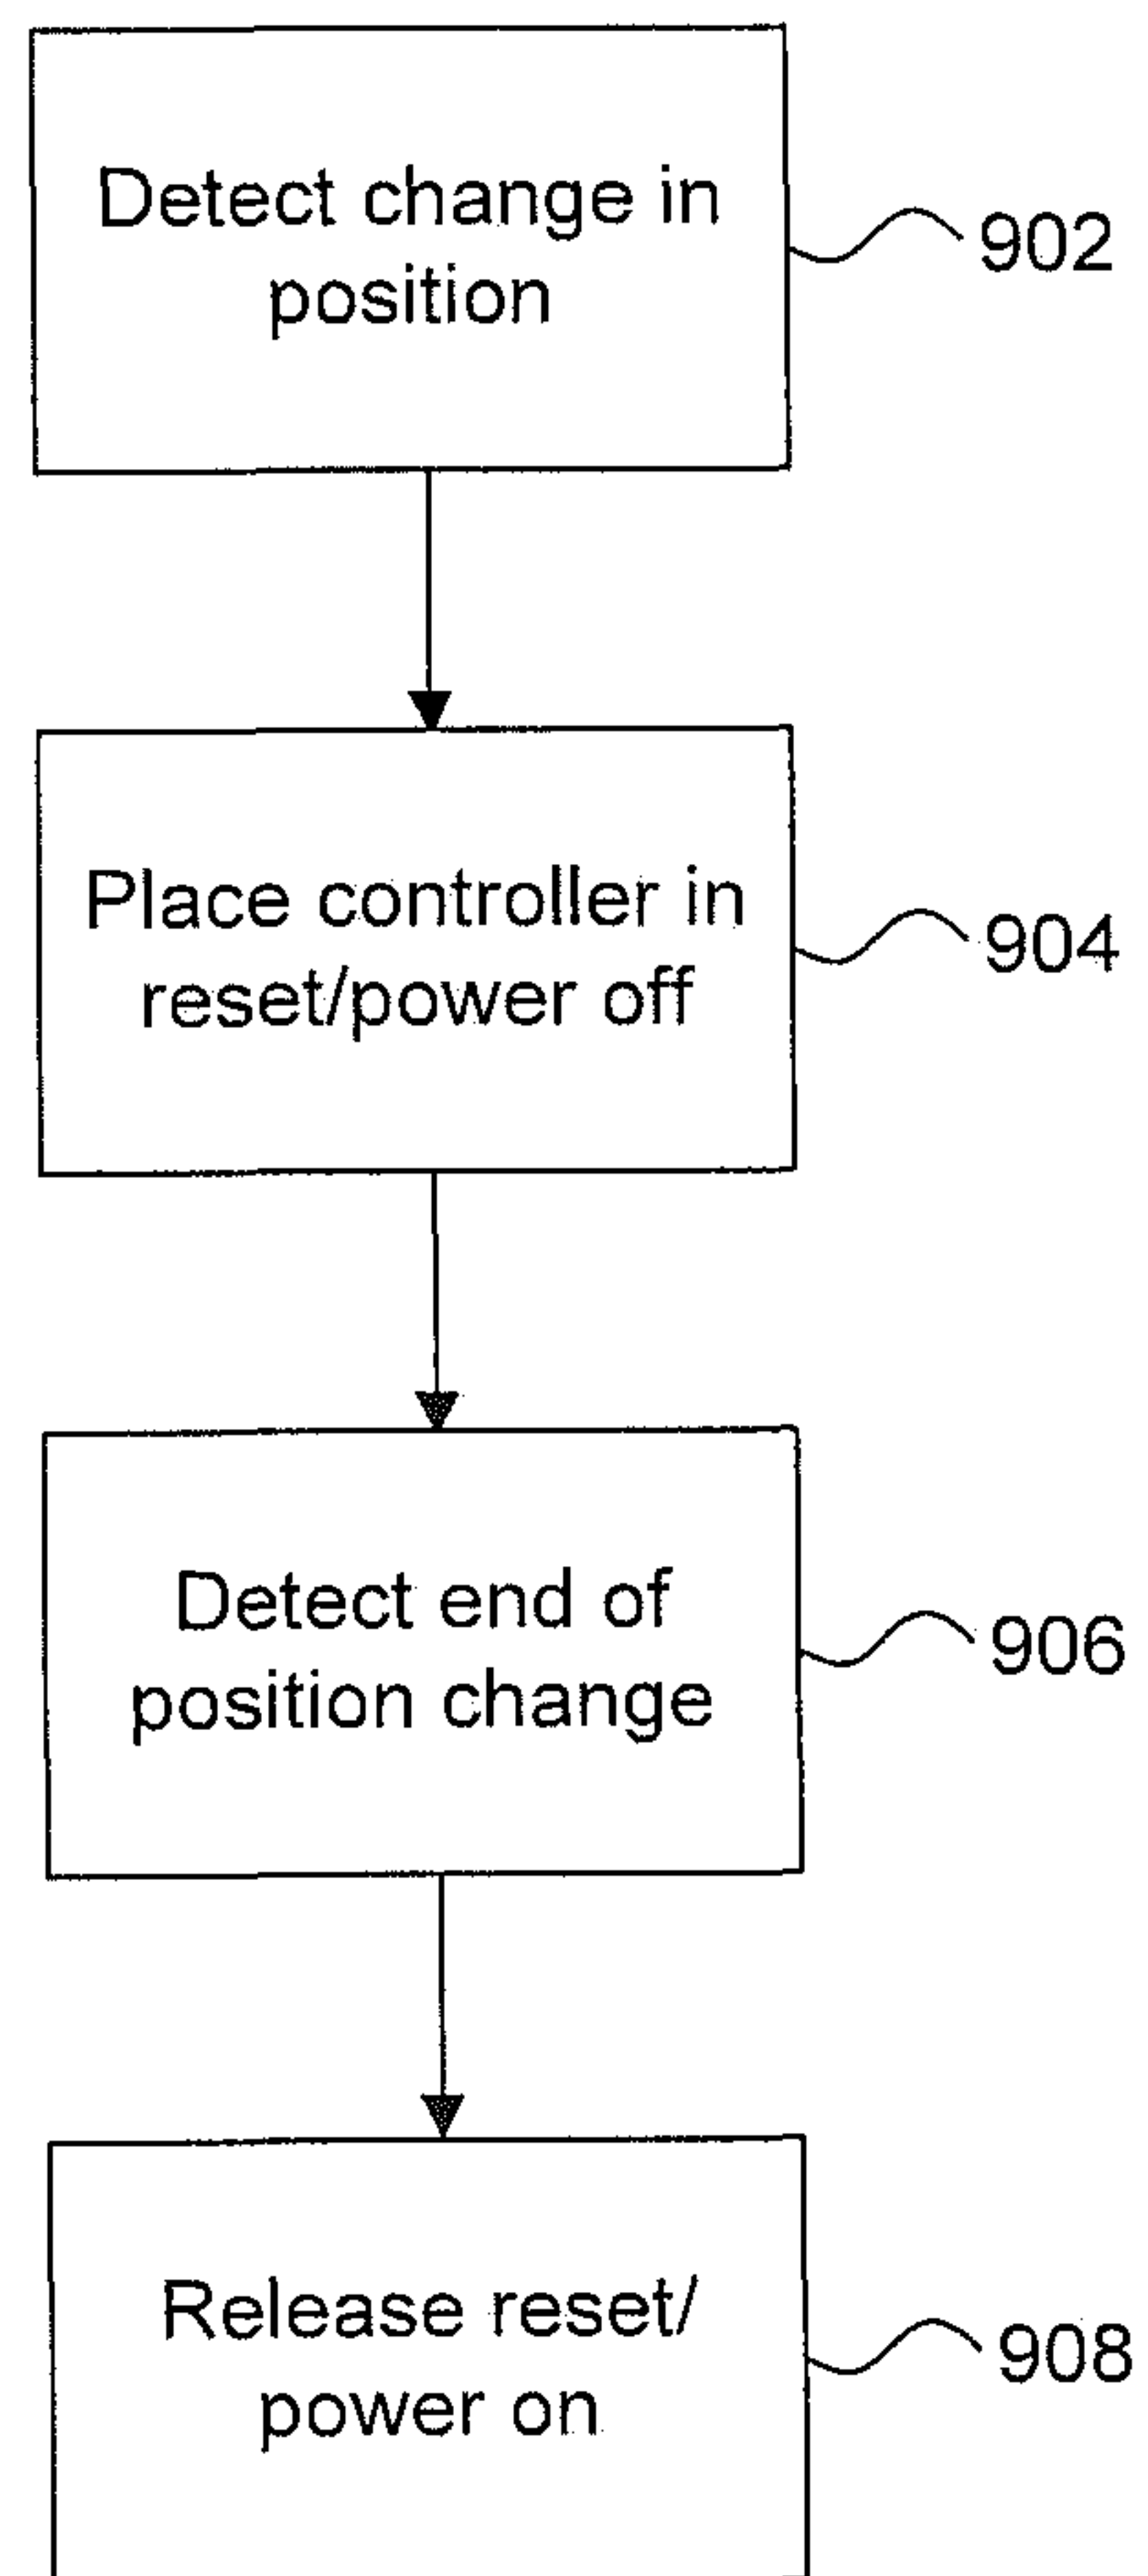 Detect change in
position
902
Place controller in
reset/power off
904
Detect end of
position change
906
Release reset/
power on
908